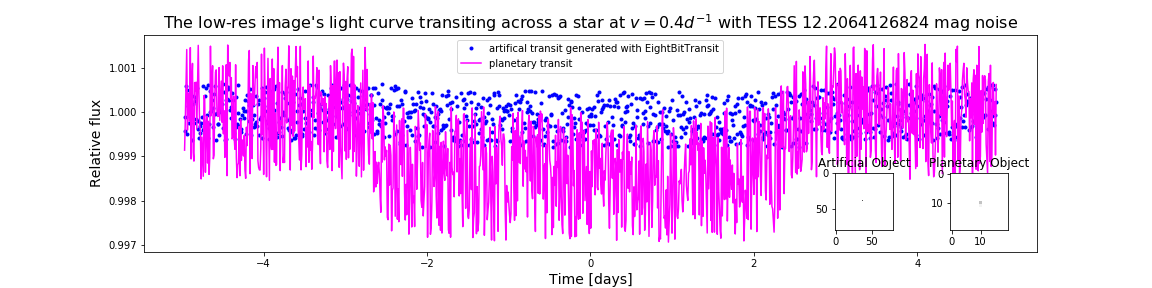 The low-res image's light curve transiting across a star at v = 0.4d⁻¹ with TESS 12.2064126824 mag noise
artifical transit generated with EightBitTransit
planetary transit
1.001
1.000
0.999
0.998
0.997
Relative flux
Artificial Object
0
50
0 50
Planetary Object
0
10
0 10
−4 −2 0 2 4
Time [days]